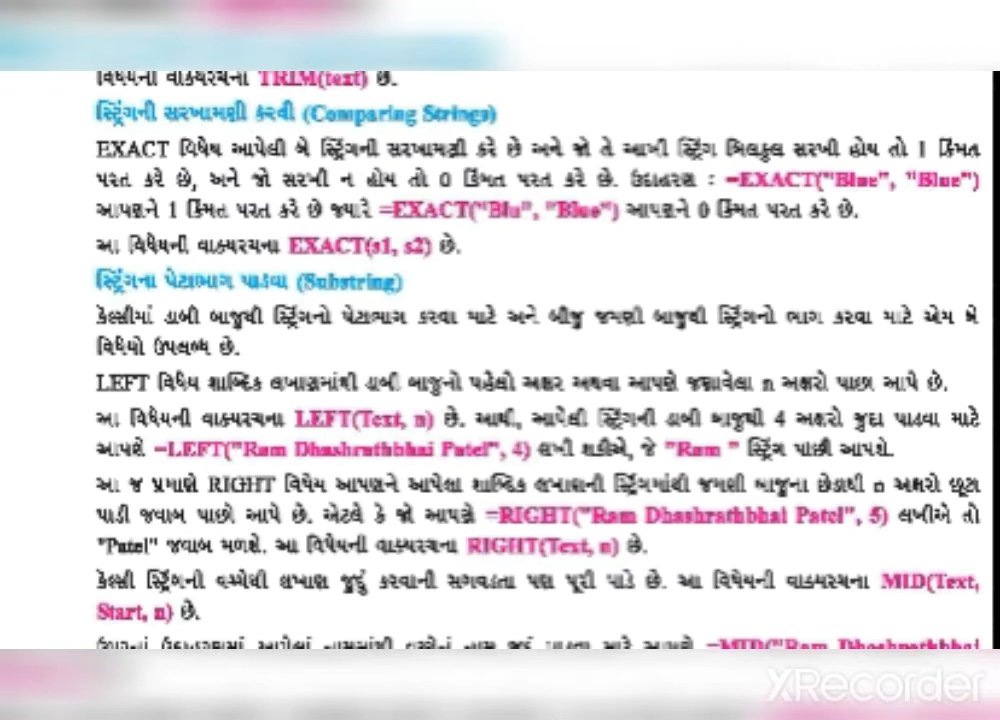 વિધેયની વાક્યરચના TRIM(text) છે.
સ્ટ્રિંગની સરખામણી કરવી (Comparing Strings)
EXACT વિધેય આપેલી બે સ્ટ્રિંગની સરખામણી કરે છે અને જો તે આખી સ્ટ્રિંગ બિલકુલ સરખી હોય તો 1 કિંમત
પરત કરે છે, અને જો સરખી ન હોય તો 0 કિંમત પરત કરે છે. ઉદાહરણ : =EXACT("Blue", "Blue")
આપણને 1 કિંમત પરત કરે છે જ્યારે =EXACT("Blu", "Blue") આપણને 0 કિંમત પરત કરે છે.
આ વિધેયની વાક્યરચના EXACT(s1, s2) છે.
સ્ટ્રિંગના પેટાભાગ પાડવા (Substring)
કેલ્સીમાં ડાબી બાજુથી સ્ટ્રિંગનો પેટાભાગ કરવા માટે અને બીજુ જમણી બાજુથી સ્ટ્રિંગનો ભાગ કરવા માટે એમ બે
વિધેયો ઉપલબ્ધ છે.
LEFT વિધેય શાબ્દિક લખાણમાંથી ડાબી બાજુનો પહેલો અક્ષર અથવા આપણે જણાવેલા n અક્ષરો પાછા આપે છે.
આ વિધેયની વાક્યરચના LEFT(Text, n) છે. આથી, આપેલી સ્ટ્રિંગની ડાબી બાજુથી 4 અક્ષરો જુદા પાડવા માટે
આપણે =LEFT("Ram Dhashrathbhai Patel", 4) લખી શકીએ, જે "Ram " સ્ટ્રિંગ પાછી આપશે.
આ જ પ્રમાણે RIGHT વિધેય આપણને આપેલા શાબ્દિક લખાણની સ્ટ્રિંગમાંથી જમણી બાજુના છેડાથી n અક્ષરો છૂટા
પાડી જવાબ પાછો આપે છે. એટલે કે જો આપણે =RIGHT("Ram Dhashrathbhai Patel", 5) લખીએ તો
"Patel" જવાબ મળશે. આ વિધેયની વાક્યરચના RIGHT(Text, n) છે.
કેલ્સી સ્ટ્રિંગની વચ્ચેથી લખાણ જુદું કરવાની સગવડતા પણ પૂરી પાડે છે. આ વિધેયની વાક્યરચના MID(Text,
Start, n) છે.
=MID("Ram Dhashrathbhai
XRecorder